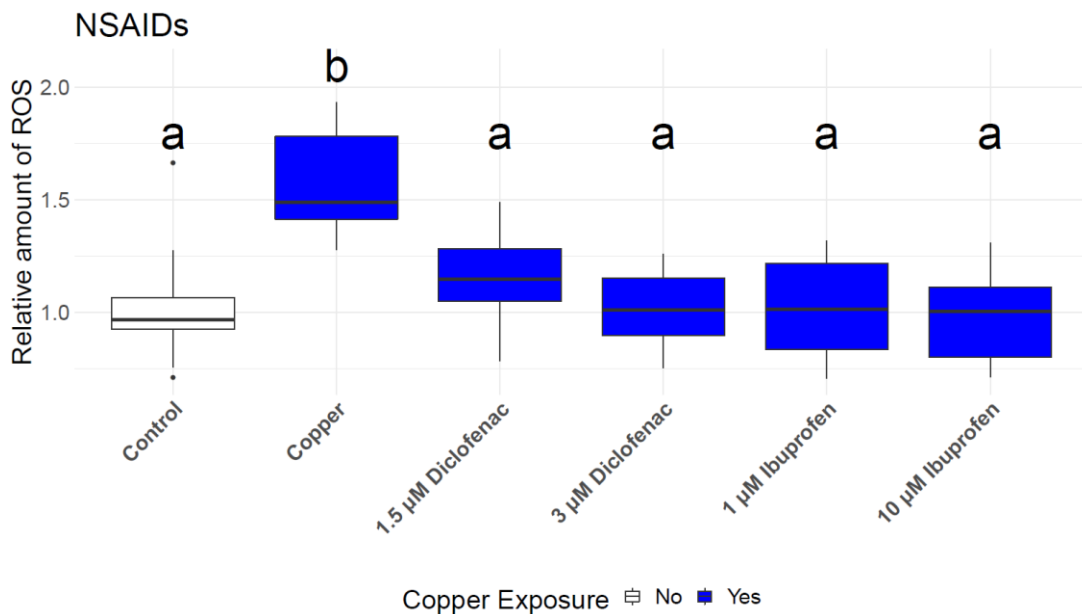 NSAIDs
Relative amount of ROS
2.0
1.5
1.0
a
b
a
a
a
a
Control
Copper
1.5 µM Diclofenac
3 µM Diclofenac
1 µM Ibuprofen
10 µM Ibuprofen
Copper Exposure No Yes